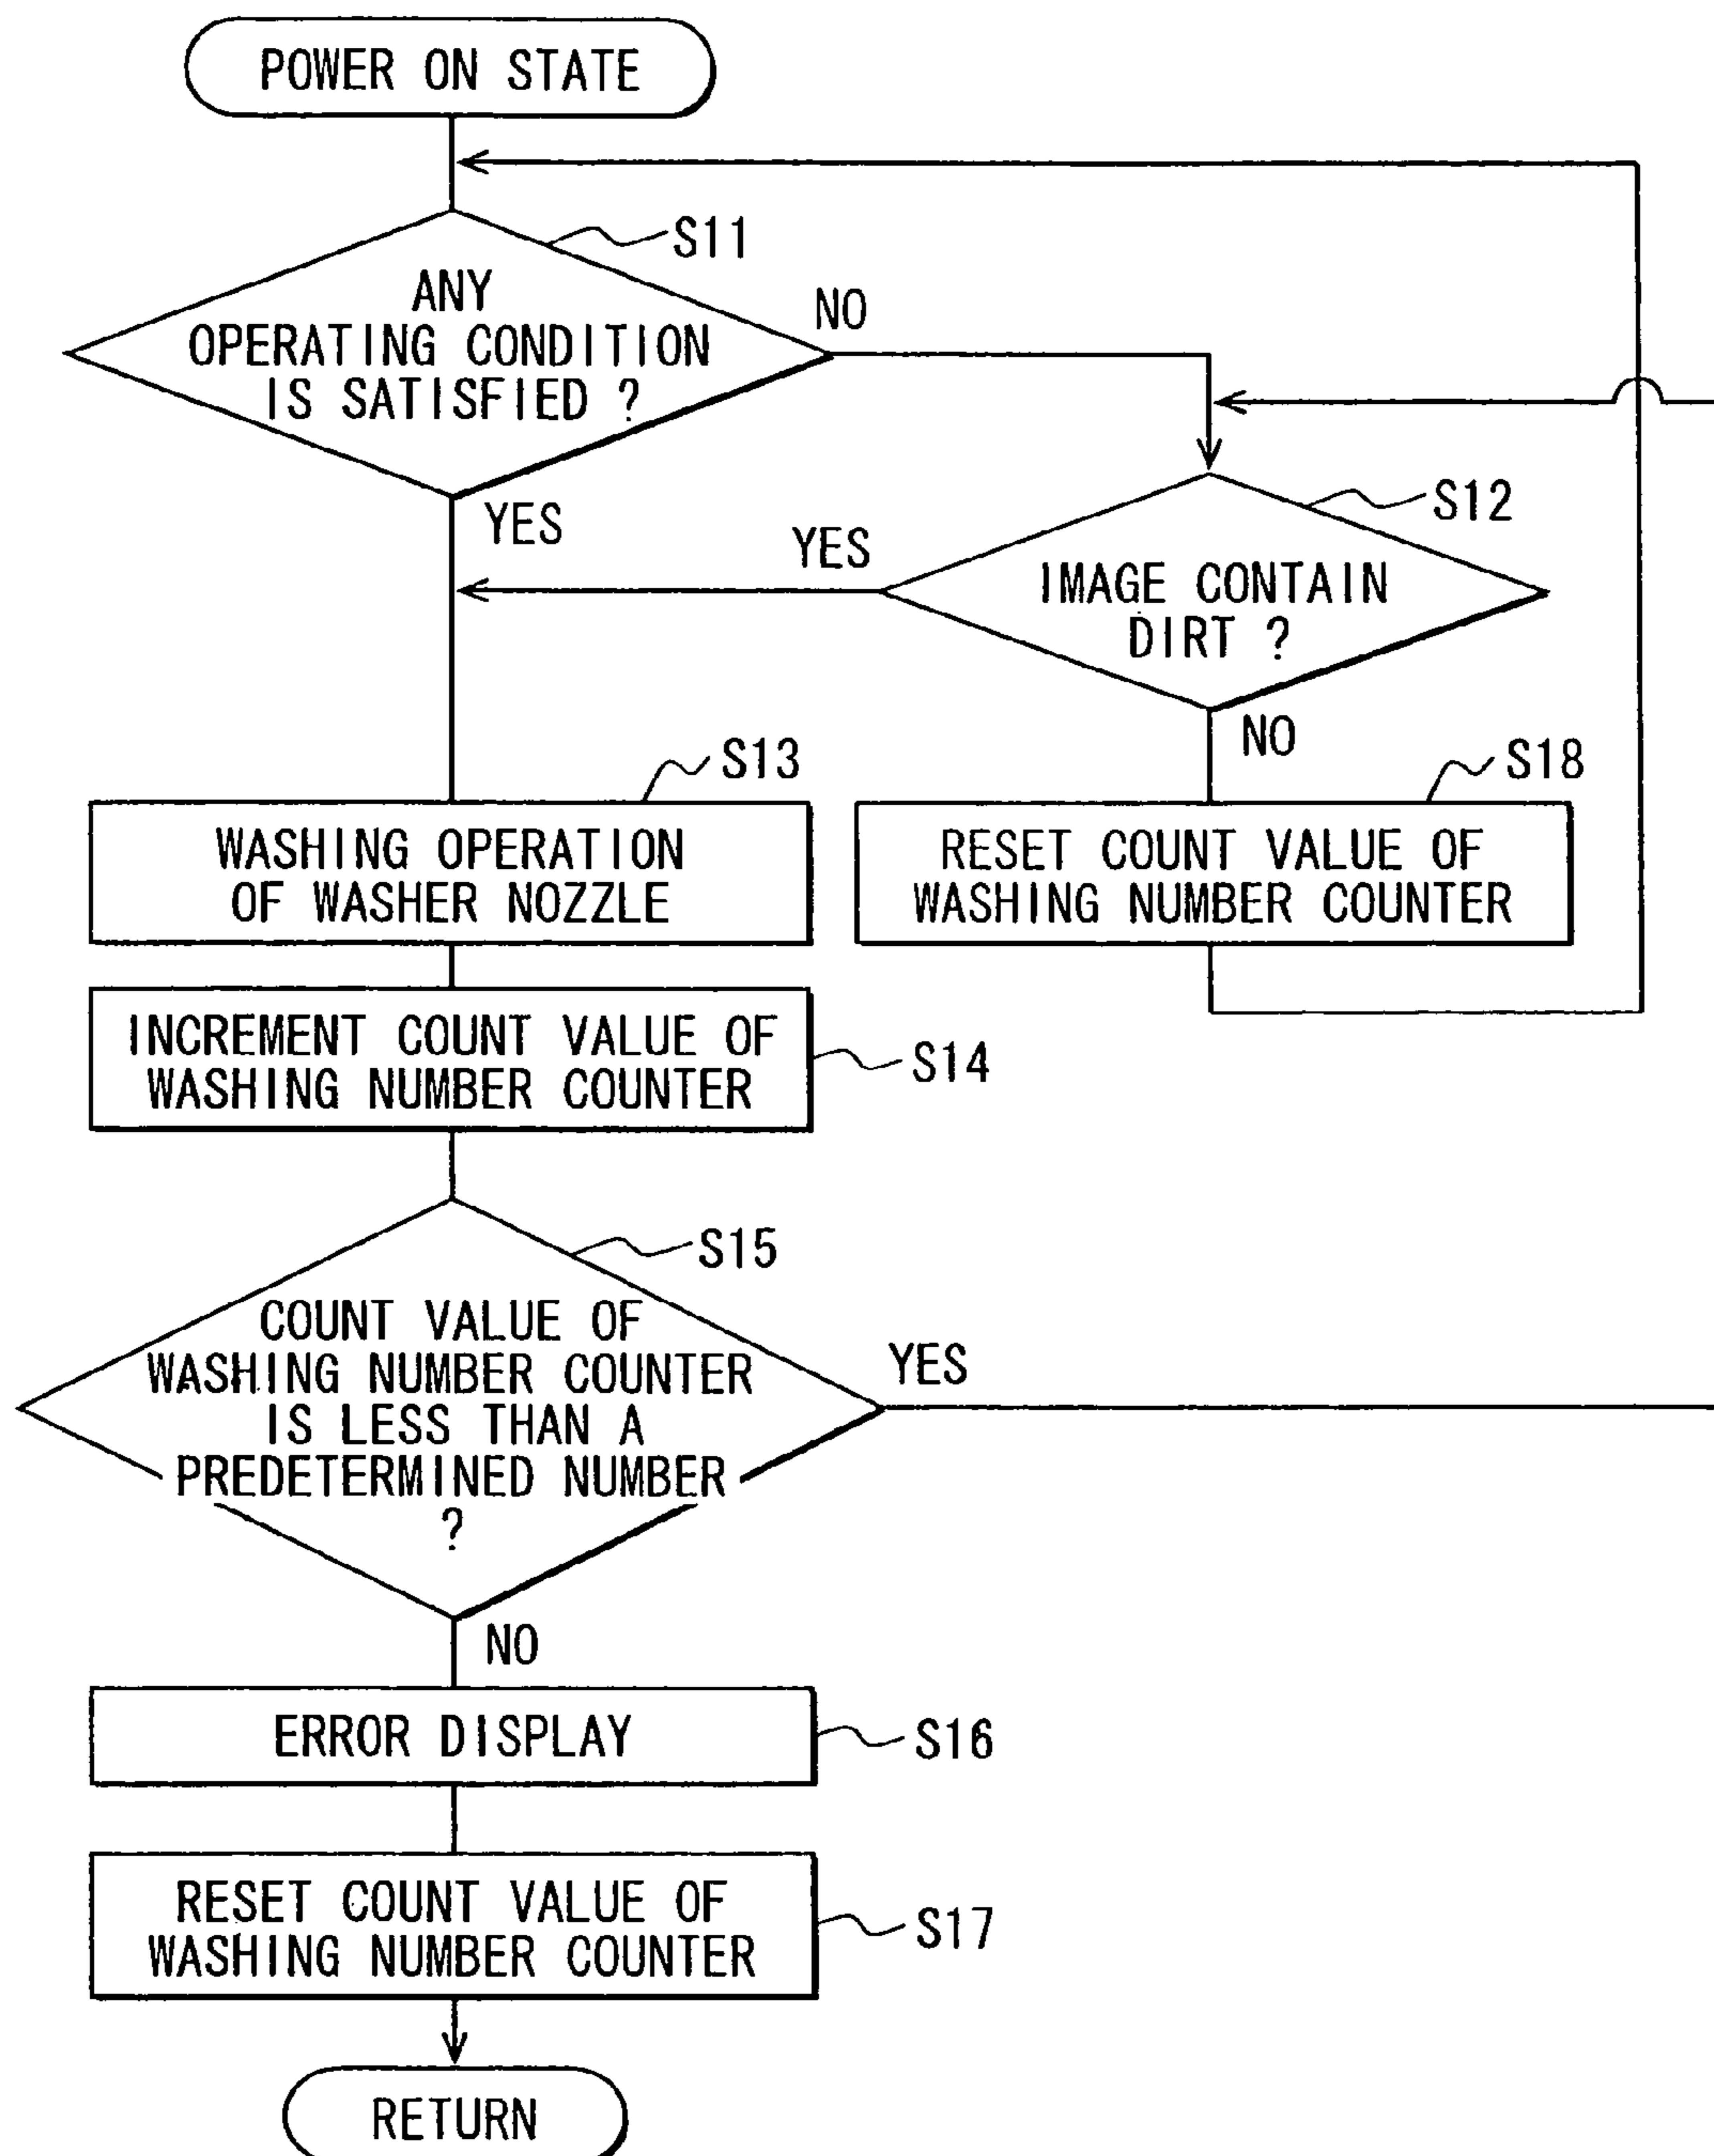 POWER ON STATE
S11
ANY
OPERATING CONDITION
IS SATISFIED ?
NO
YES
S12
YES
IMAGE CONTAIN
DIRT ?
NO
S13
WASHING OPERATION
OF WASHER NOZZLE
S18
RESET COUNT VALUE OF
WASHING NUMBER COUNTER
INCREMENT COUNT VALUE OF
WASHING NUMBER COUNTER
S14
S15
COUNT VALUE OF
WASHING NUMBER COUNTER
IS LESS THAN A
PREDETERMINED NUMBER
?
YES
NO
ERROR DISPLAY
S16
RESET COUNT VALUE OF
WASHING NUMBER COUNTER
S17
RETURN